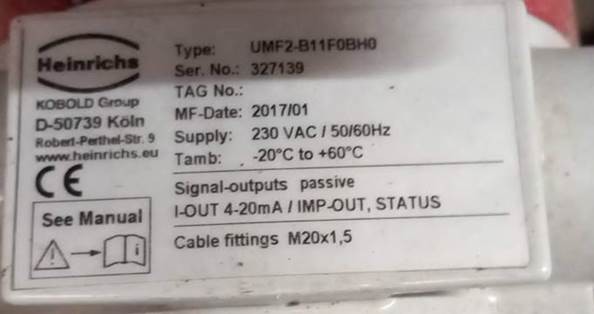 Heinrichs
KOBOLD Group
D-50739 Köln
Robert-Perthel-Str. 9
www.heinrichs.eu
CE
See Manual
i
Type: UMF2-B11F0BH0
Ser. No.: 327139
TAG No.:
MF-Date: 2017/01
Supply: 230 VAC / 50/60Hz
Tamb: -20°C to +60°C
Signal-outputs passive
I-OUT 4-20mA / IMP-OUT, STATUS
Cable fittings M20x1,5